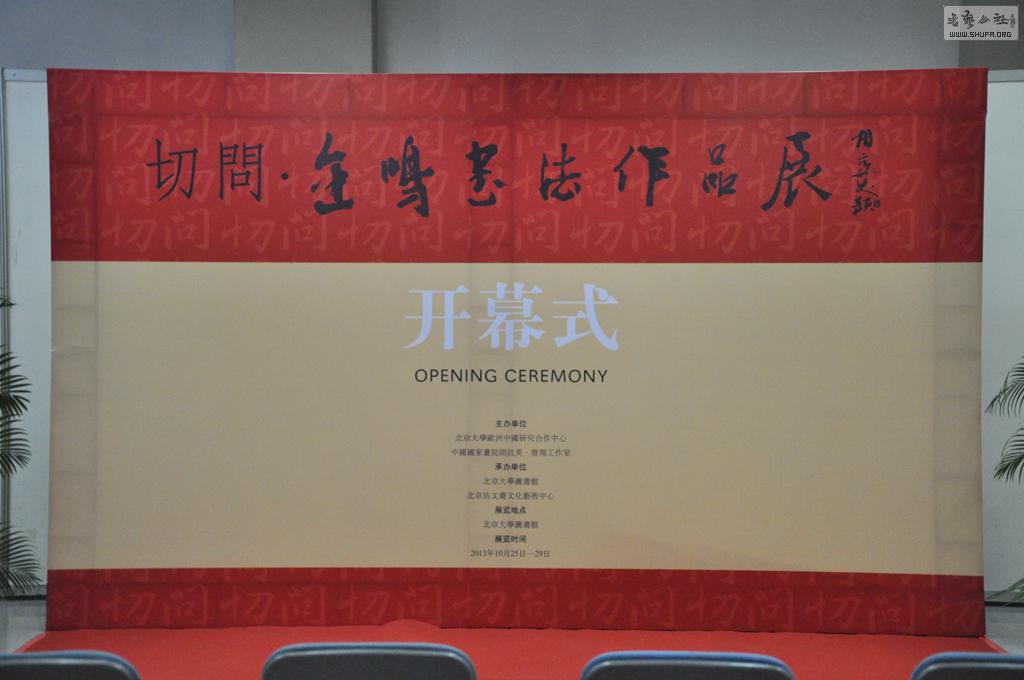 書藝公社
WWW.SHUFA.ORG
切問·金鳴書法作品展
开幕式
OPENING CEREMONY
主办单位
北京大學歐洲中國研究合作中心
中國國家畫院胡抗美·曾翔工作室
承办单位
北京大學圖書館
北京佑文齋文化藝術中心
展览地点
北京大學圖書館
展览时间
2013年10月25日—29日